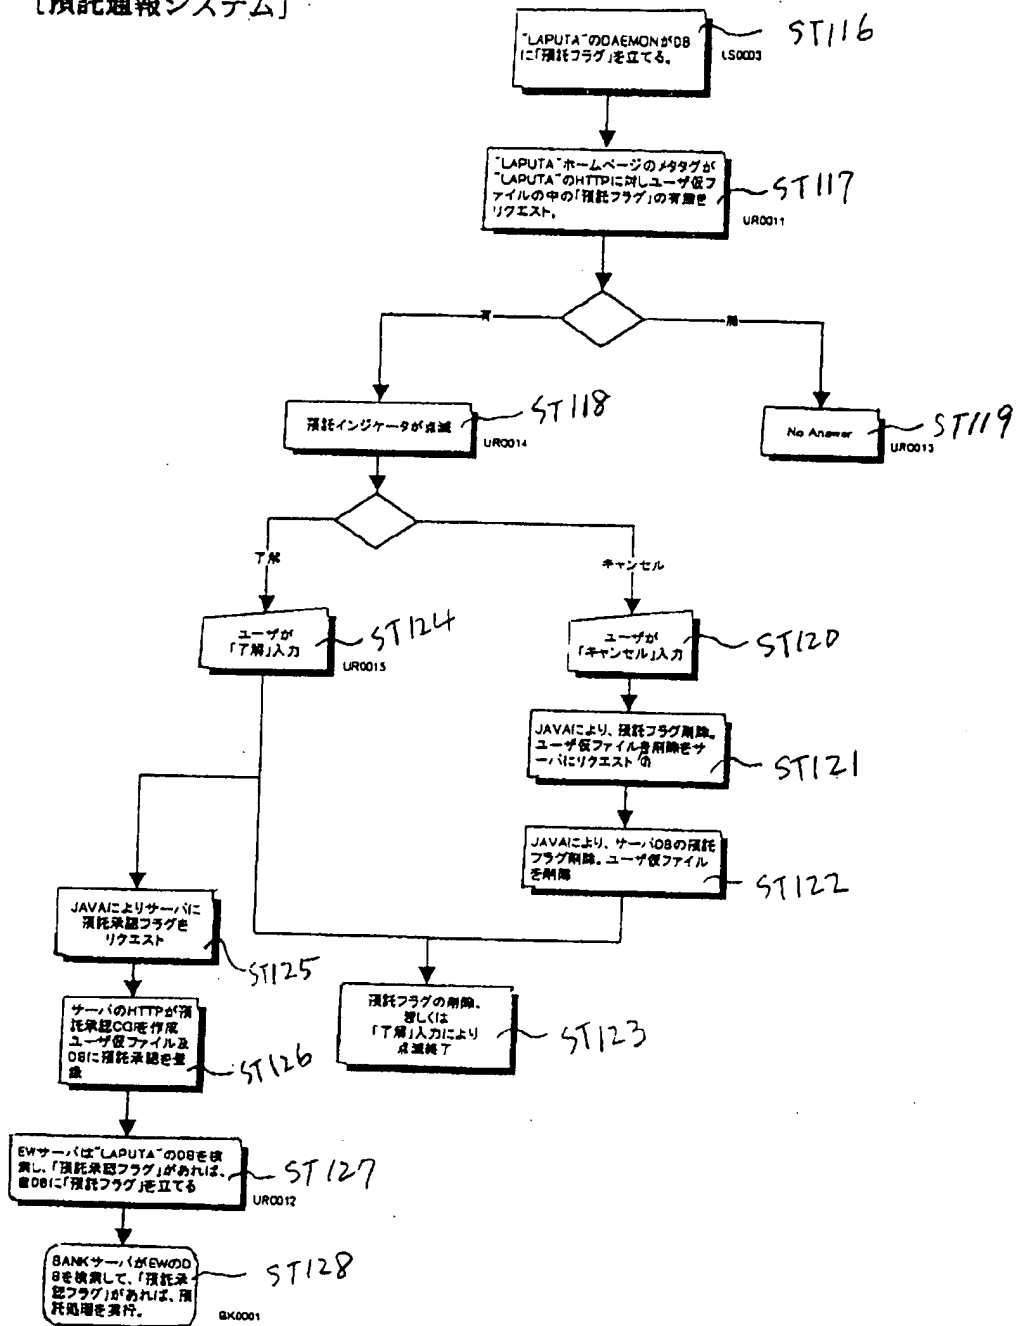 [預託通報システム]
"LAPUTA"のDAEMONがDB
に「預託フラグ」を立てる。
ST116
LS0003
"LAPUTA"ホームページのメタタグが
"LAPUTA"のHTTPに対しユーザ仮フ
ァイルの中の「預託フラグ」の有無を
リクエスト。
ST117
UR0011
有
無
預託インジケータが点滅
ST118
UR0014
No Answer
ST119
UR0013
了解
キャンセル
ユーザが
「了解」入力
ST124
UR0015
ユーザが
「キャンセル」入力
ST120
JAVAにより、預託フラグ削除。
ユーザ仮ファイル名削除をサ
ーバにリクエスト
の
ST121
JAVAにより、サーバDBの預託
フラグ削除。ユーザ仮ファイル
を削除
ST122
JAVAによりサーバに
預託承認フラグを
リクエスト
ST125
サーバのHTTPが預
託承認CGIを作成
ユーザ仮ファイル及
DBに預託承認を登
録
ST126
預託フラグの削除、
若しくは
「了解」入力により
点滅終了
ST123
EWサーバは"LAPUTA"のDBを検
索し、「預託承認フラグ」があれば、
自DBに「預託フラグ」を立てる
ST127
UR0012
BANKサーバがEWのD
Bを検索して、「預託承
認フラグ」があれば、預
託処理を実行。
ST128
BK0001